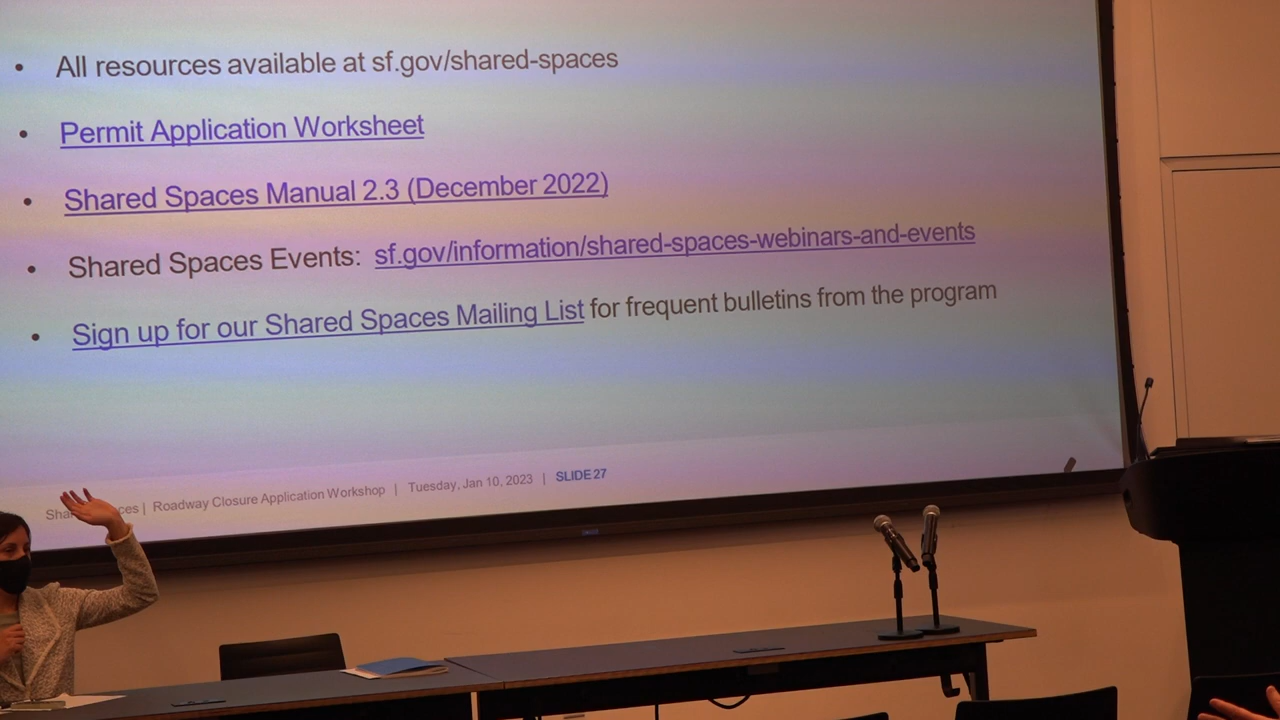 All resources available at sf.gov/shared-spaces
Permit Application Worksheet
Shared Spaces Manual 2.3 (December 2022)
Shared Spaces Events: sf.gov/information/shared-spaces-webinars-and-events
Sign up for our Shared Spaces Mailing List for frequent bulletins from the program
| Roadway Closure Application Workshop | Tuesday, Jan 10, 2023 | SLIDE 27